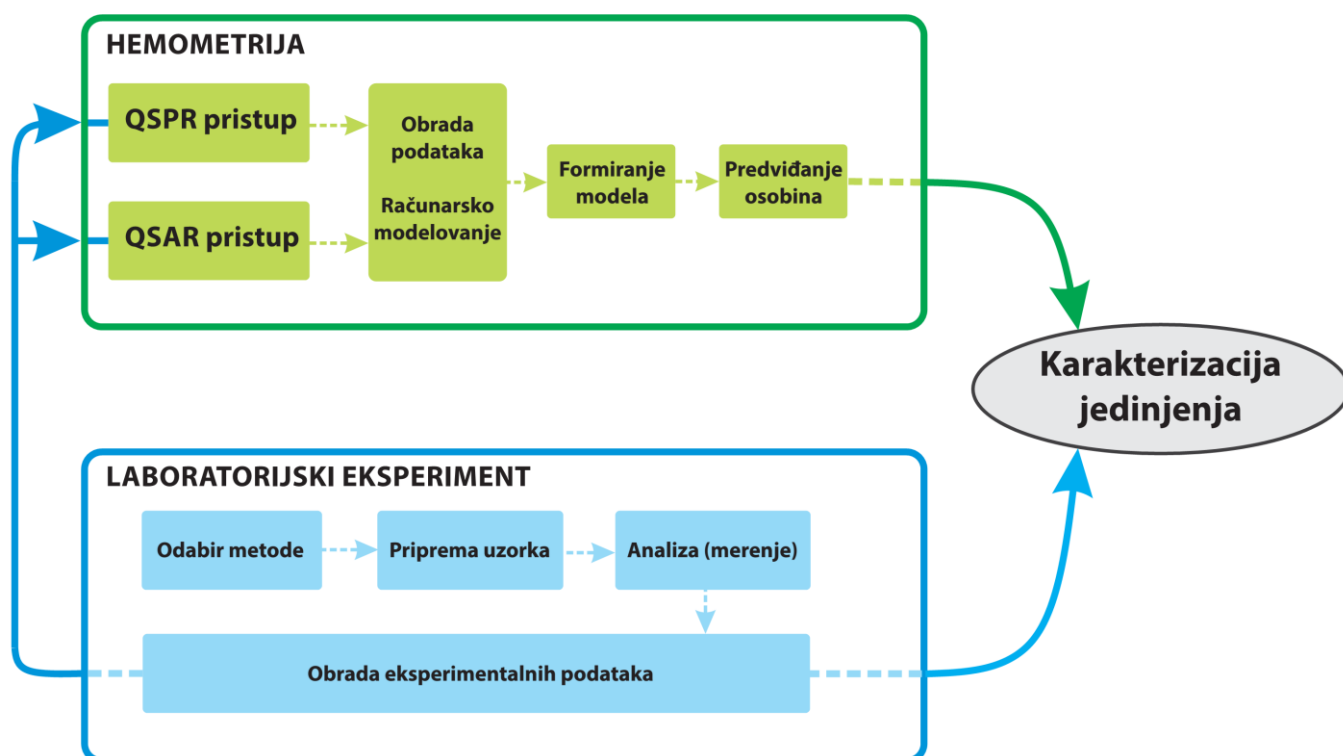 HEMOMETRIJA
QSPR pristup
QSAR pristup
Obrada
podataka
Računarsko
modelovanje
Formiranje
modela
Predviđanje
osobina
Karakterizacija
jedinjenja
LABORATORIJSKI EKSPERIMENT
Odabir metode
Priprema uzorka
Analiza (merenje)
Obrada eksperimentalnih podataka